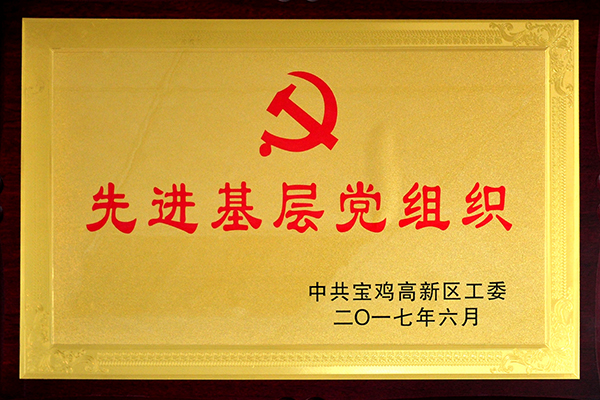 先进基层党组织
中共宝鸡高新区工委
二〇一七年六月